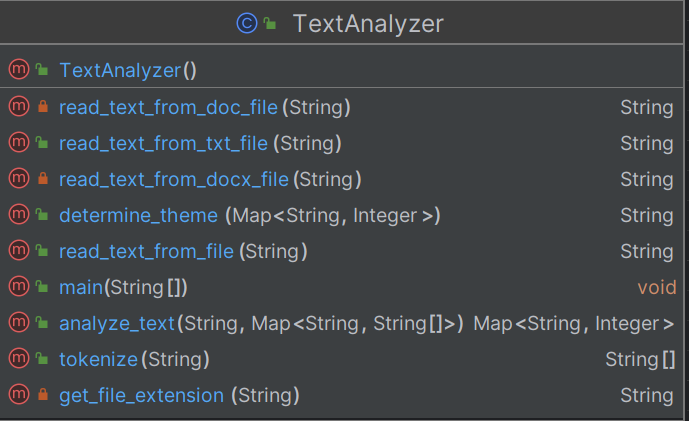 TextAnalyzer
TextAnalyzer()
read_text_from_doc_file(String) String
read_text_from_txt_file(String) String
read_text_from_docx_file(String) String
determine_theme (Map<String, Integer>) String
read_text_from_file(String) String
main(String[]) void
analyze_text(String, Map<String, String[]>) Map<String, Integer>
tokenize(String) String[]
get_file_extension (String) String